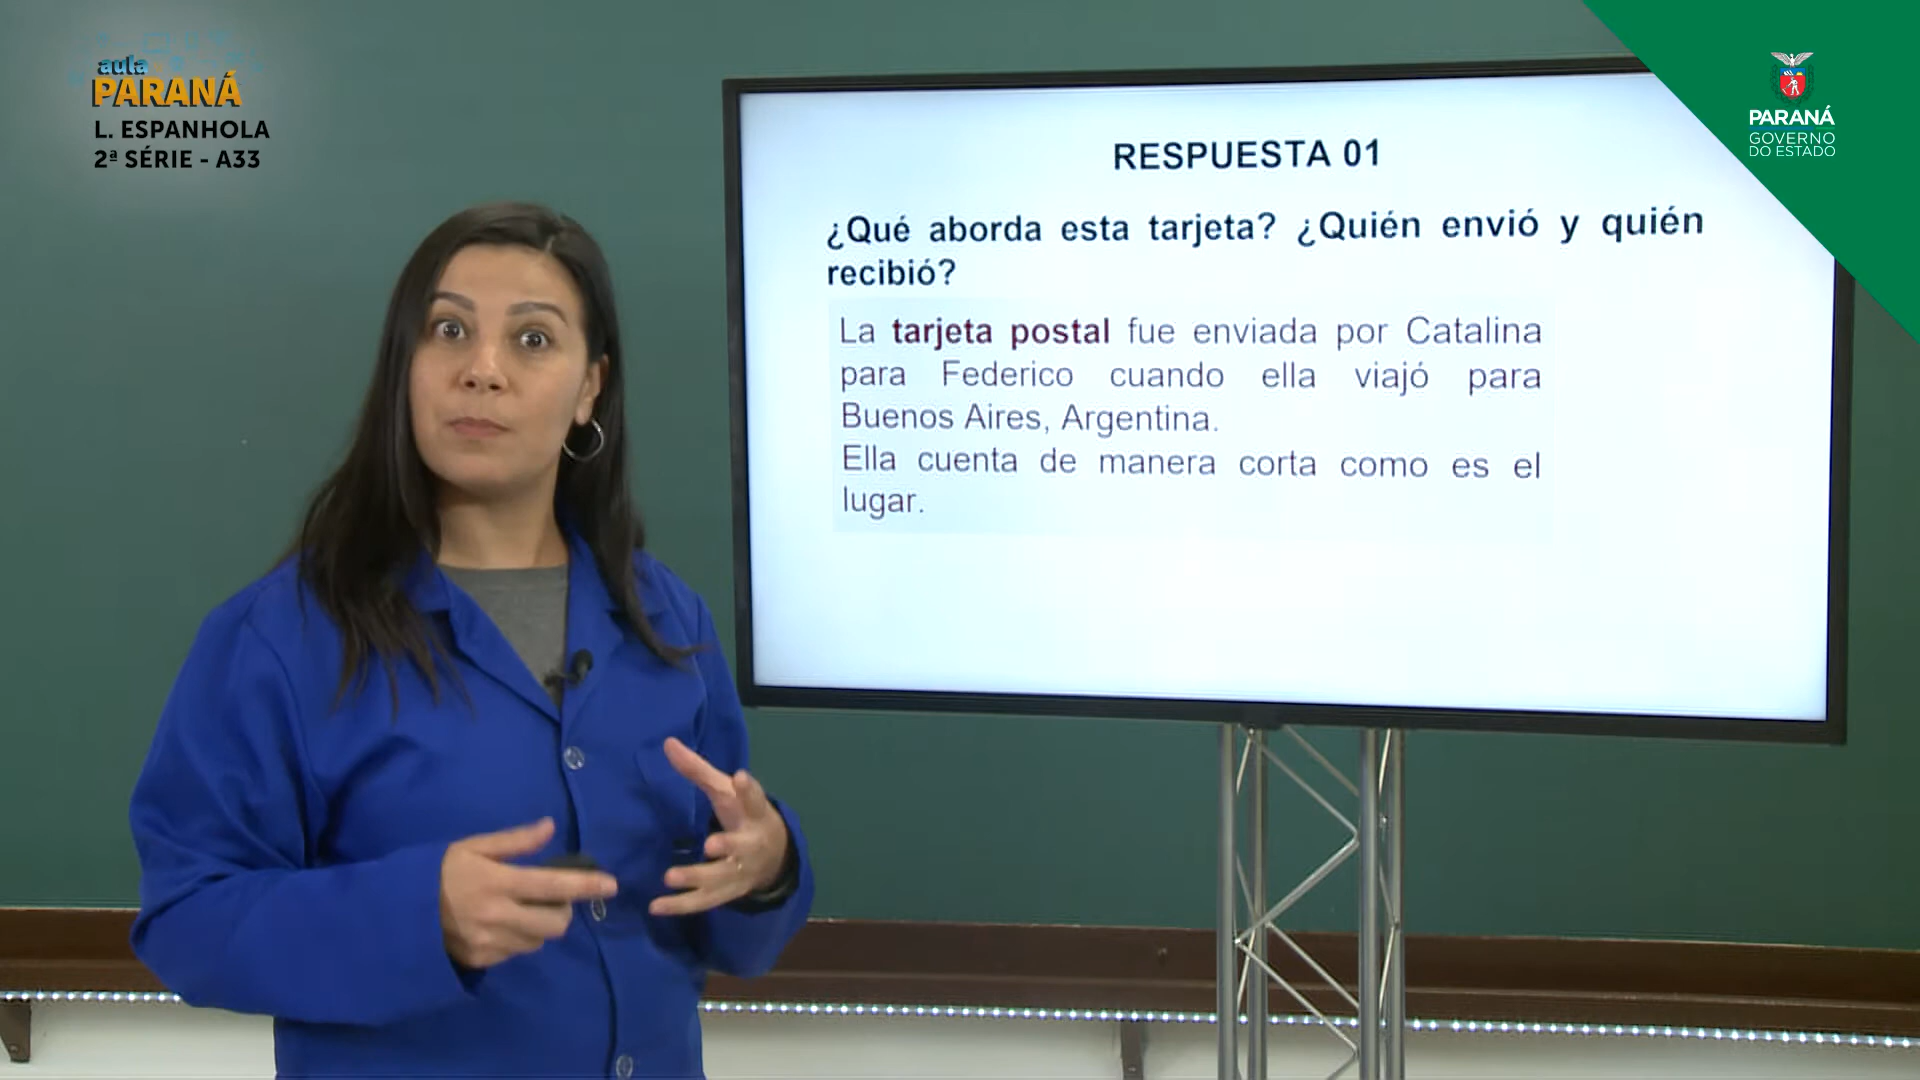 aula
PARANÁ
L. ESPANHOLA
2ª SÉRIE - A33
PARANÁ
GOVERNO
DO ESTADO
RESPUESTA 01
¿Qué aborda esta tarjeta? ¿Quién envió y quién
recibió?
La tarjeta postal fue enviada por Catalina
para Federico cuando ella viajó para
Buenos Aires, Argentina.
Ella cuenta de manera corta como es el
lugar.